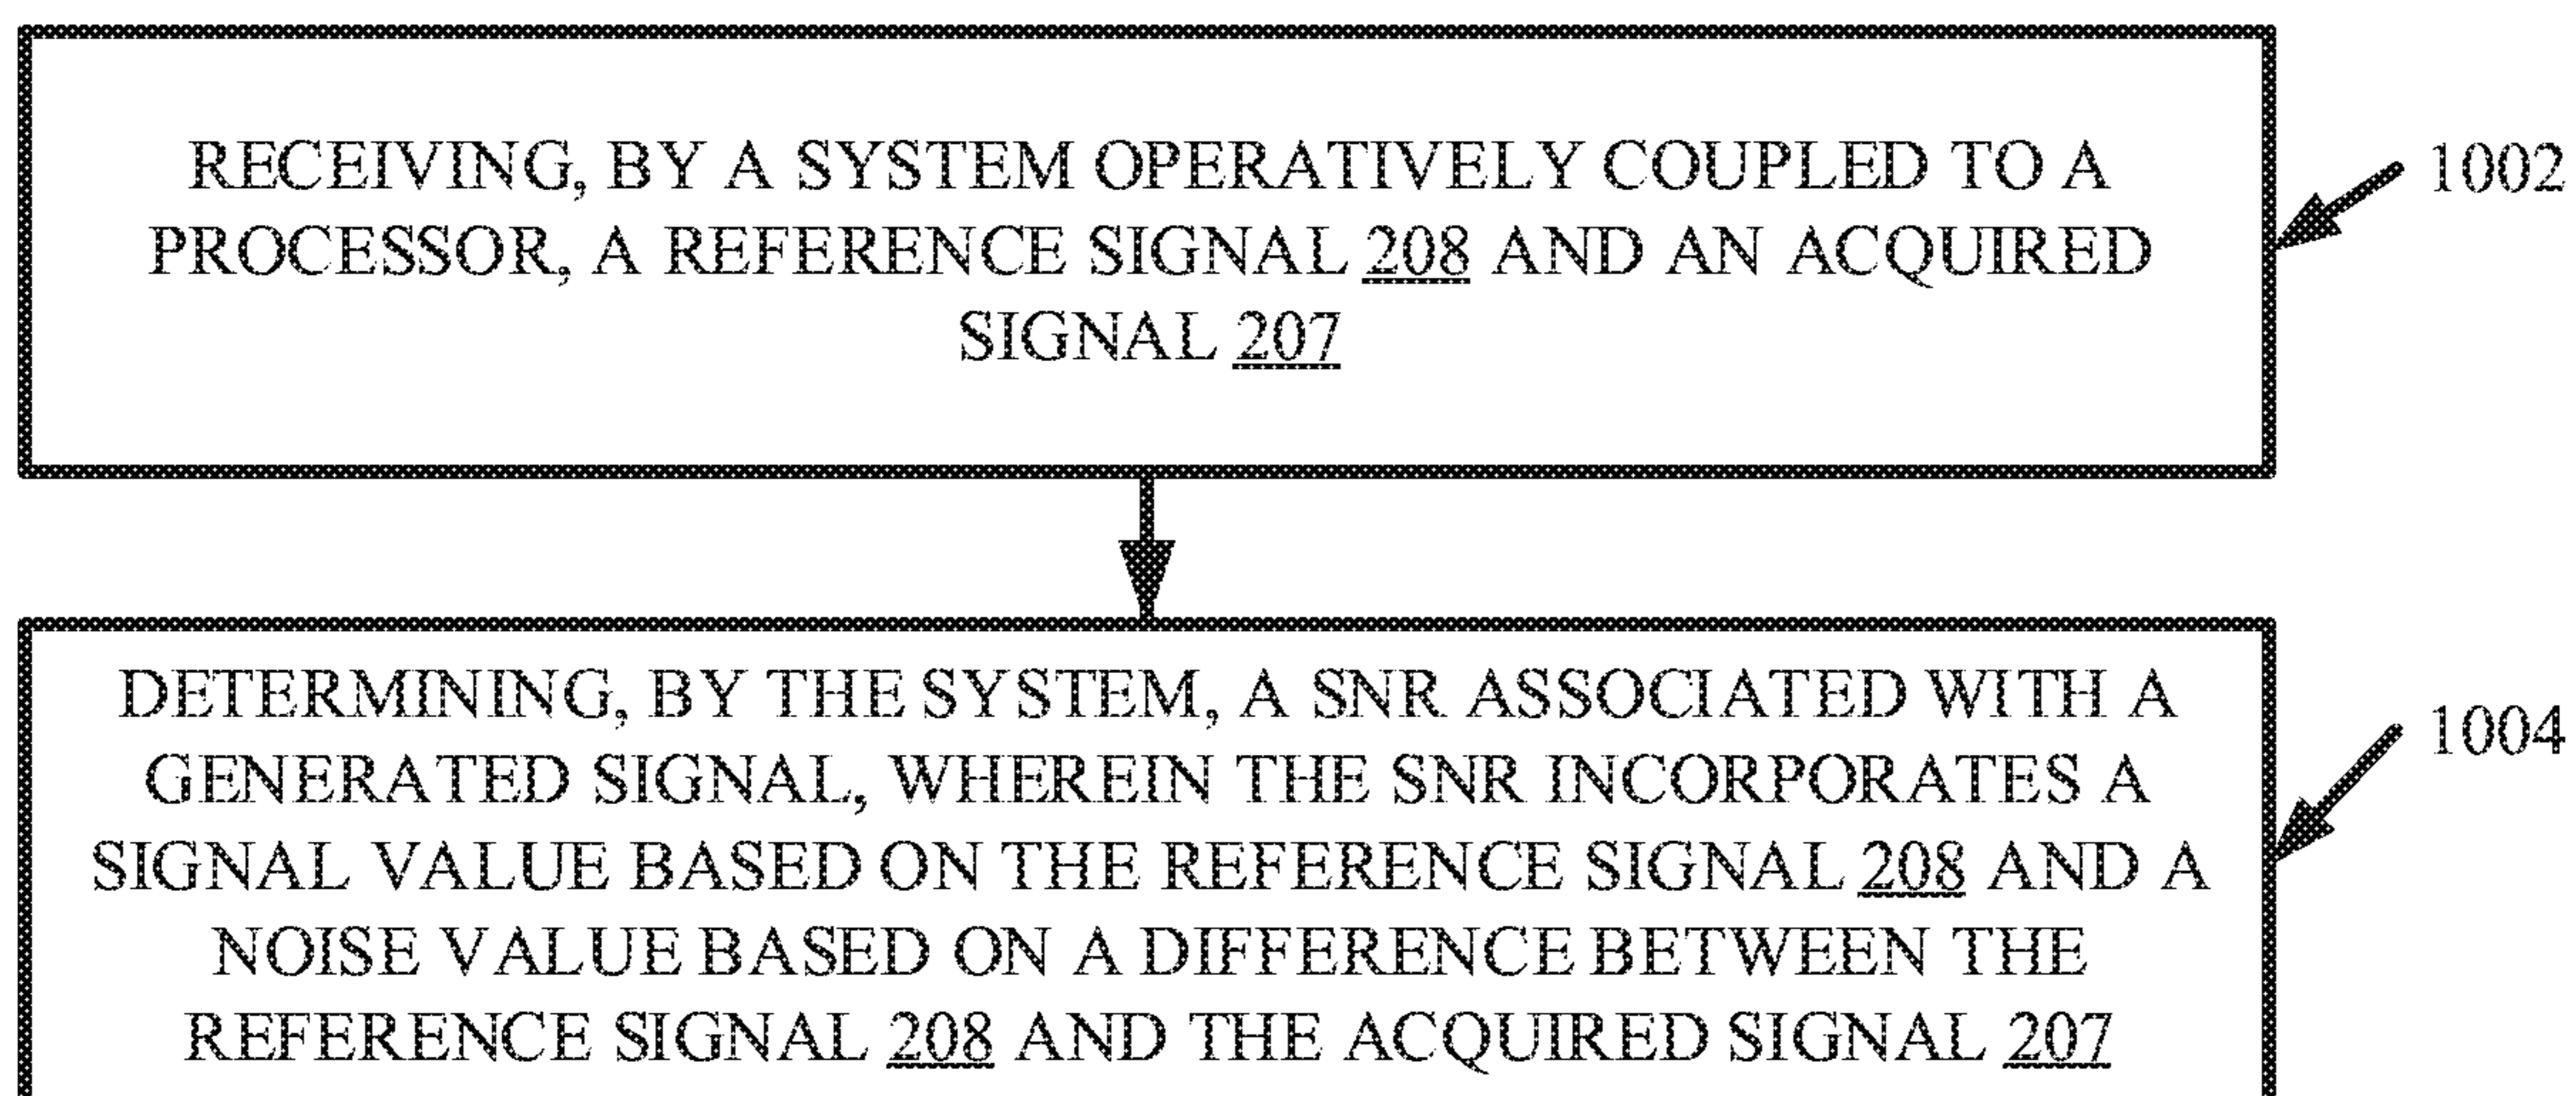 RECEIVING, BY A SYSTEM OPERATIVELY COUPLED TO A
PROCESSOR, A REFERENCE SIGNAL 208 AND AN ACQUIRED
SIGNAL 207
1002
DETERMINING, BY THE SYSTEM, A SNR ASSOCIATED WITH A
GENERATED SIGNAL, WHEREIN THE SNR INCORPORATES A
SIGNAL VALUE BASED ON THE REFERENCE SIGNAL 208 AND A
NOISE VALUE BASED ON A DIFFERENCE BETWEEN THE
REFERENCE SIGNAL 208 AND THE ACQUIRED SIGNAL 207
1004